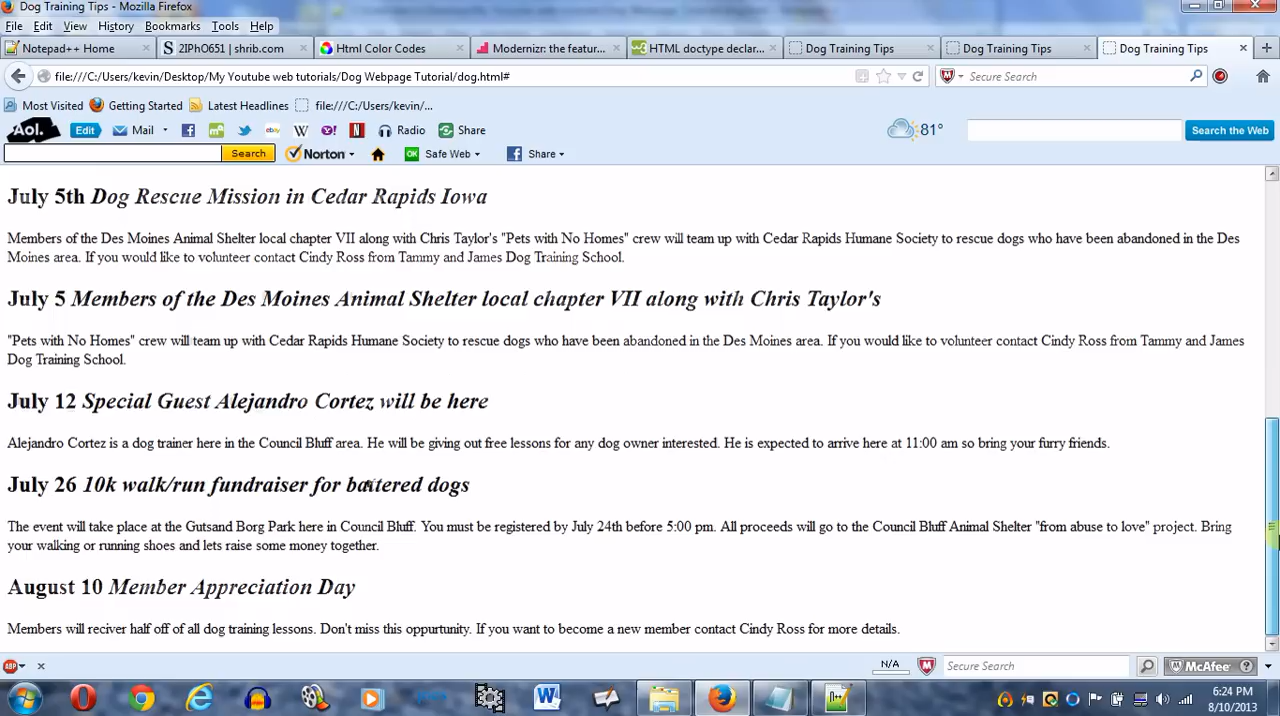 Dog Training Tips - Mozilla Firefox
File Edit View History Bookmarks Tools Help
Notepad++ Home
2IPhO651 | shrib.com
Html Color Codes
Modernizr: the featur...
HTML doctype declar...
Dog Training Tips
Dog Training Tips
Dog Training Tips
file:///C:/Users/kevin/Desktop/My Youtube web tutorials/Dog Webpage Tutorial/dog.html#
Secure Search
Most Visited Getting Started Latest Headlines file:///C:/Users/kevin/...
Aol. Edit Mail Radio Share 81° Search the Web
Search Norton Safe Web Share
July 5th Dog Rescue Mission in Cedar Rapids Iowa
Members of the Des Moines Animal Shelter local chapter VII along with Chris Taylor's "Pets with No Homes" crew will team up with Cedar Rapids Humane Society to rescue dogs who have been abandoned in the Des
Moines area. If you would like to volunteer contact Cindy Ross from Tammy and James Dog Training School.
July 5 Members of the Des Moines Animal Shelter local chapter VII along with Chris Taylor's
"Pets with No Homes" crew will team up with Cedar Rapids Humane Society to rescue dogs who have been abandoned in the Des Moines area. If you would like to volunteer contact Cindy Ross from Tammy and James
Dog Training School.
July 12 Special Guest Alejandro Cortez will be here
Alejandro Cortez is a dog trainer here in the Council Bluff area. He will be giving out free lessons for any dog owner interested. He is expected to arrive here at 11:00 am so bring your furry friends.
July 26 10k walk/run fundraiser for battered dogs
The event will take place at the Gutsand Borg Park here in Council Bluff. You must be registered by July 24th before 5:00 pm. All proceeds will go to the Council Bluff Animal Shelter "from abuse to love" project. Bring
your walking or running shoes and lets raise some money together.
August 10 Member Appreciation Day
Members will reciver half off of all dog training lessons. Don't miss this oppurtunity. If you want to become a new member contact Cindy Ross for more details.
ABP N/A Secure Search McAfee
6:24 PM
8/10/2013